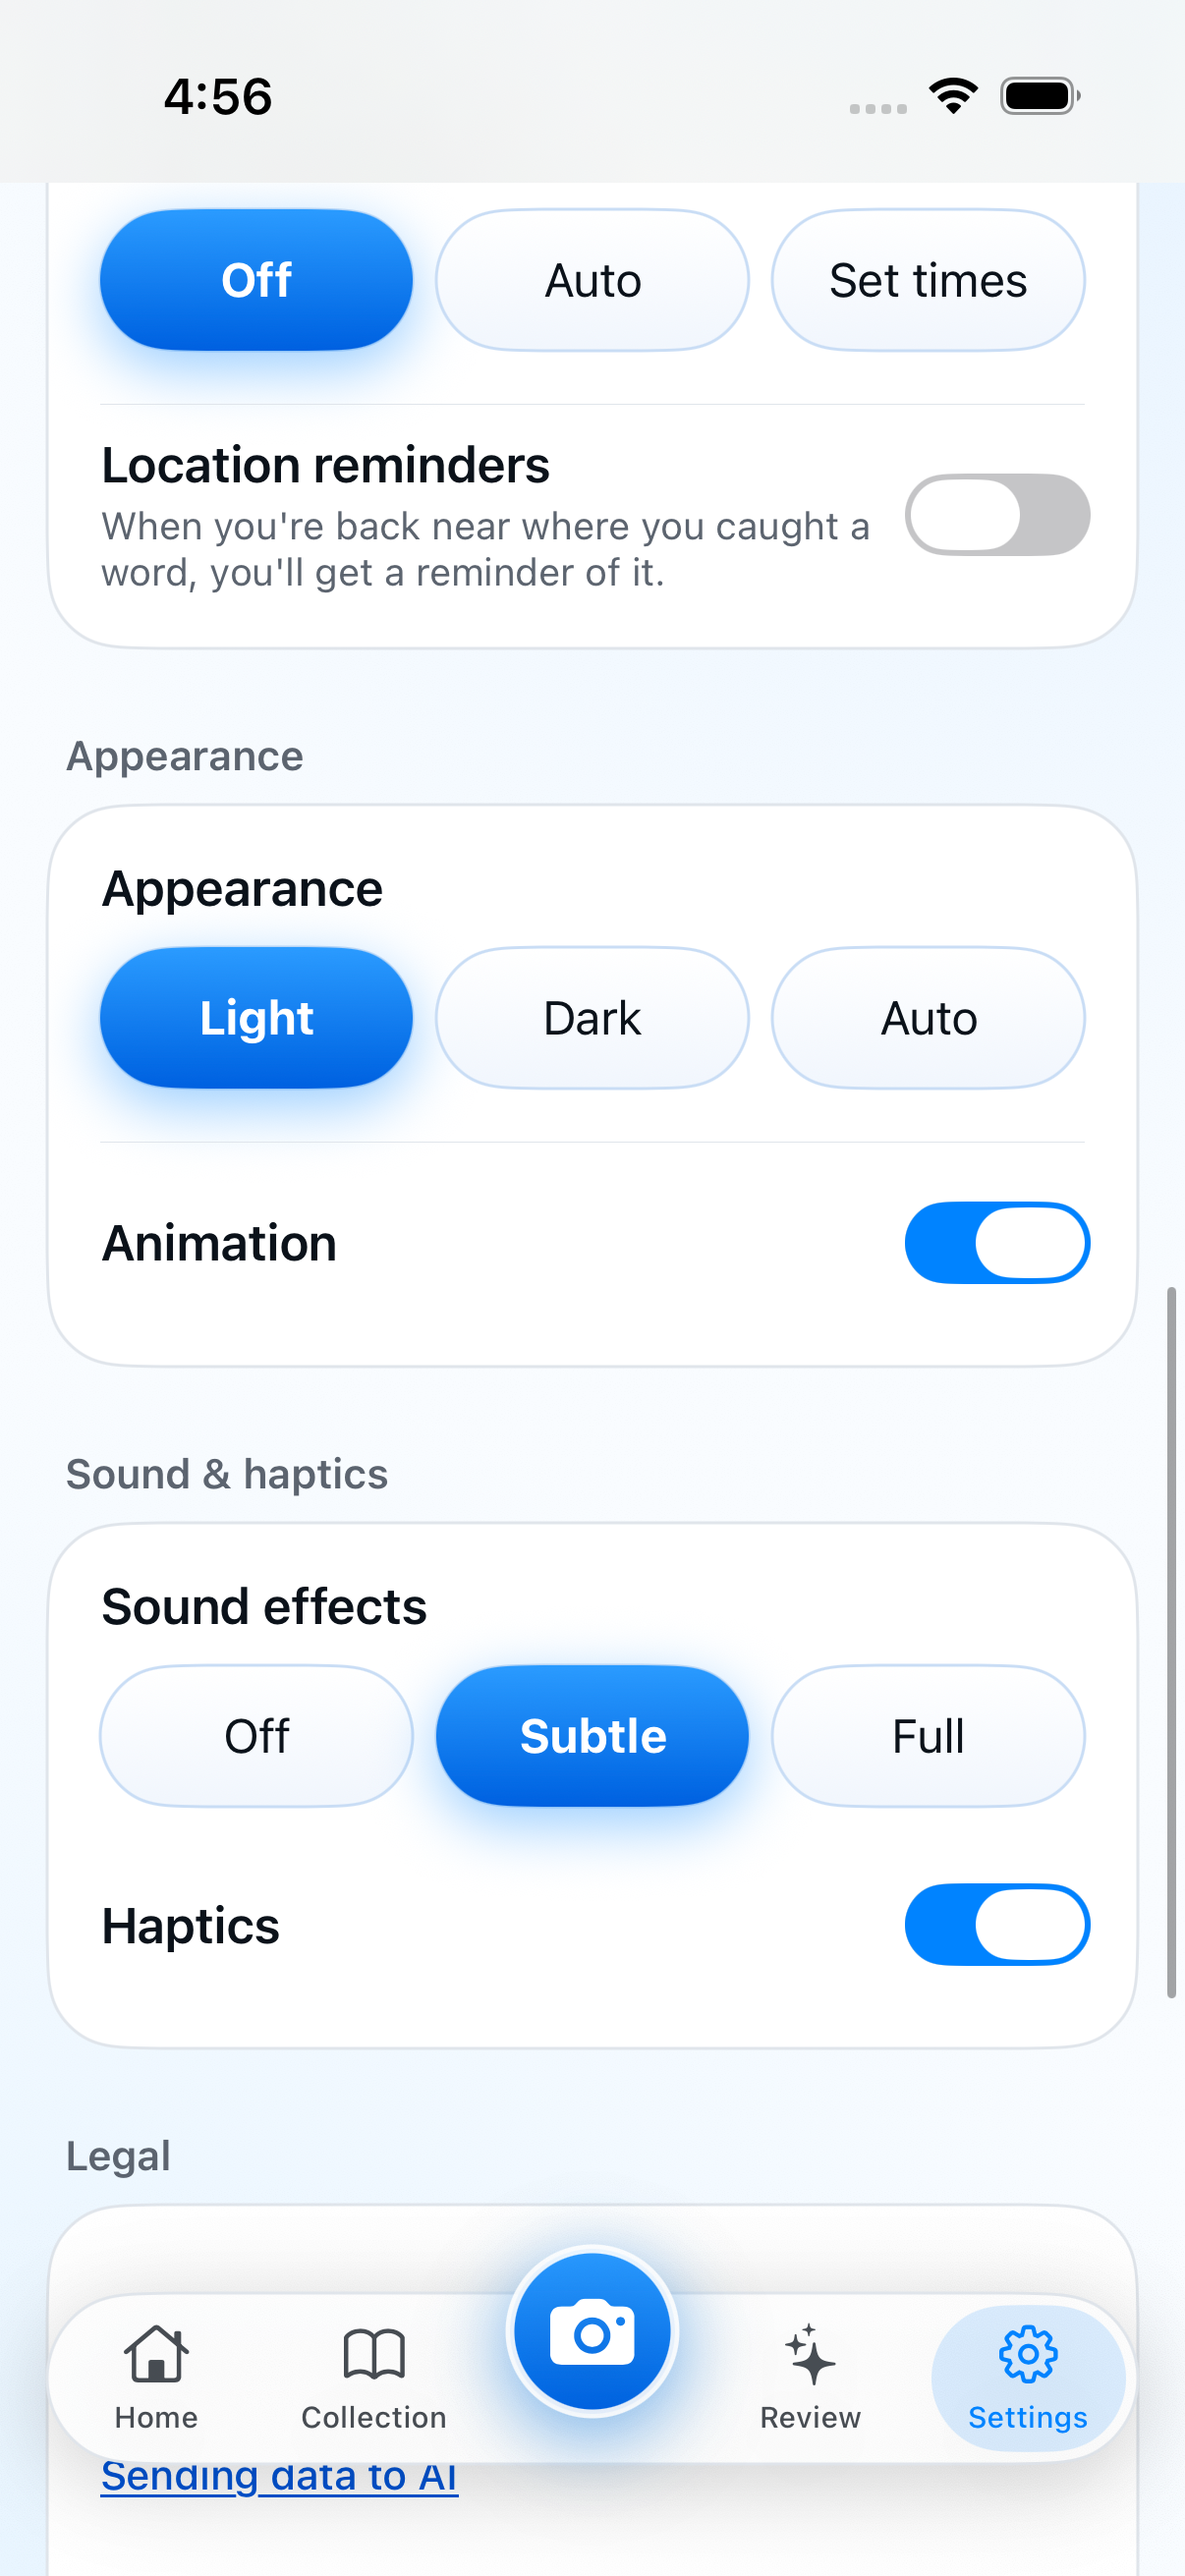 4:56
Off
Auto
Set times
Location reminders
When you're back near where you caught a
word, you'll get a reminder of it.
Appearance
Appearance
Light
Dark
Auto
Animation
Sound & haptics
Sound effects
Off
Subtle
Full
Haptics
Legal
Home
Collection
Review
Settings
Sending data to AI